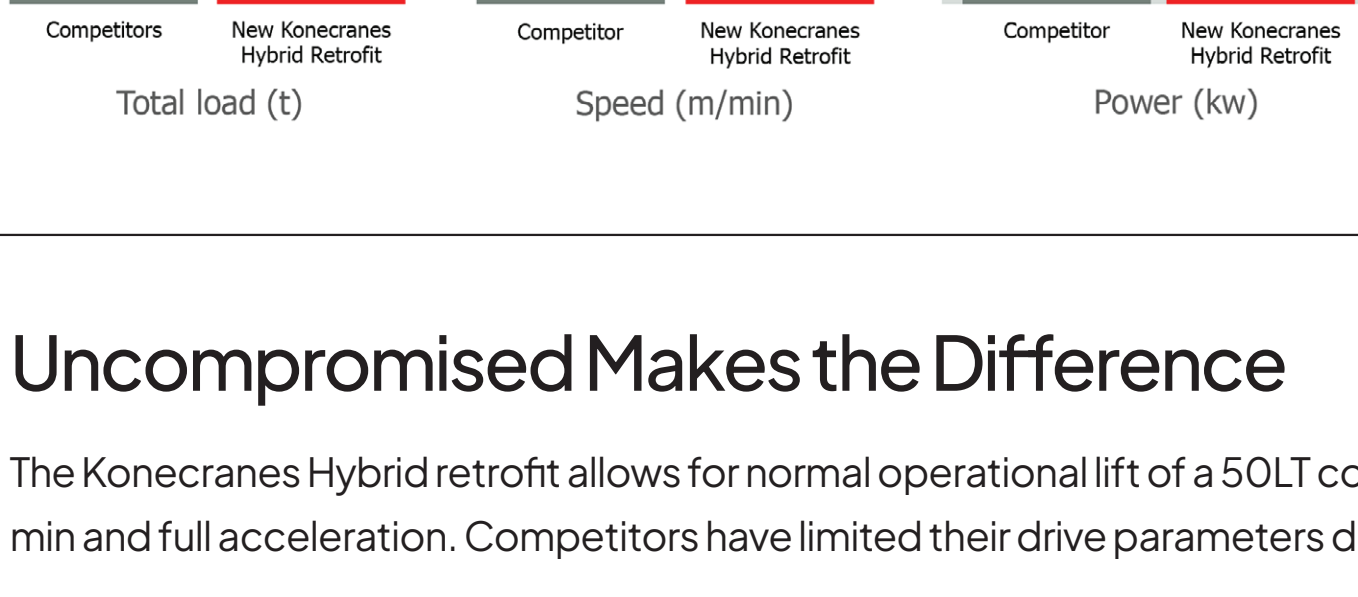 Competitors
New Konecranes
Hybrid Retrofit
Total load (t)
Competitor
New Konecranes
Hybrid Retrofit
Speed (m/min)
Competitor
New Konecranes
Hybrid Retrofit
Power (kw)
Uncompromised Makes the Difference
The Konecranes Hybrid retrofit allows for normal operational lift of a 50LT
min and full acceleration. Competitors have limited their drive parameters